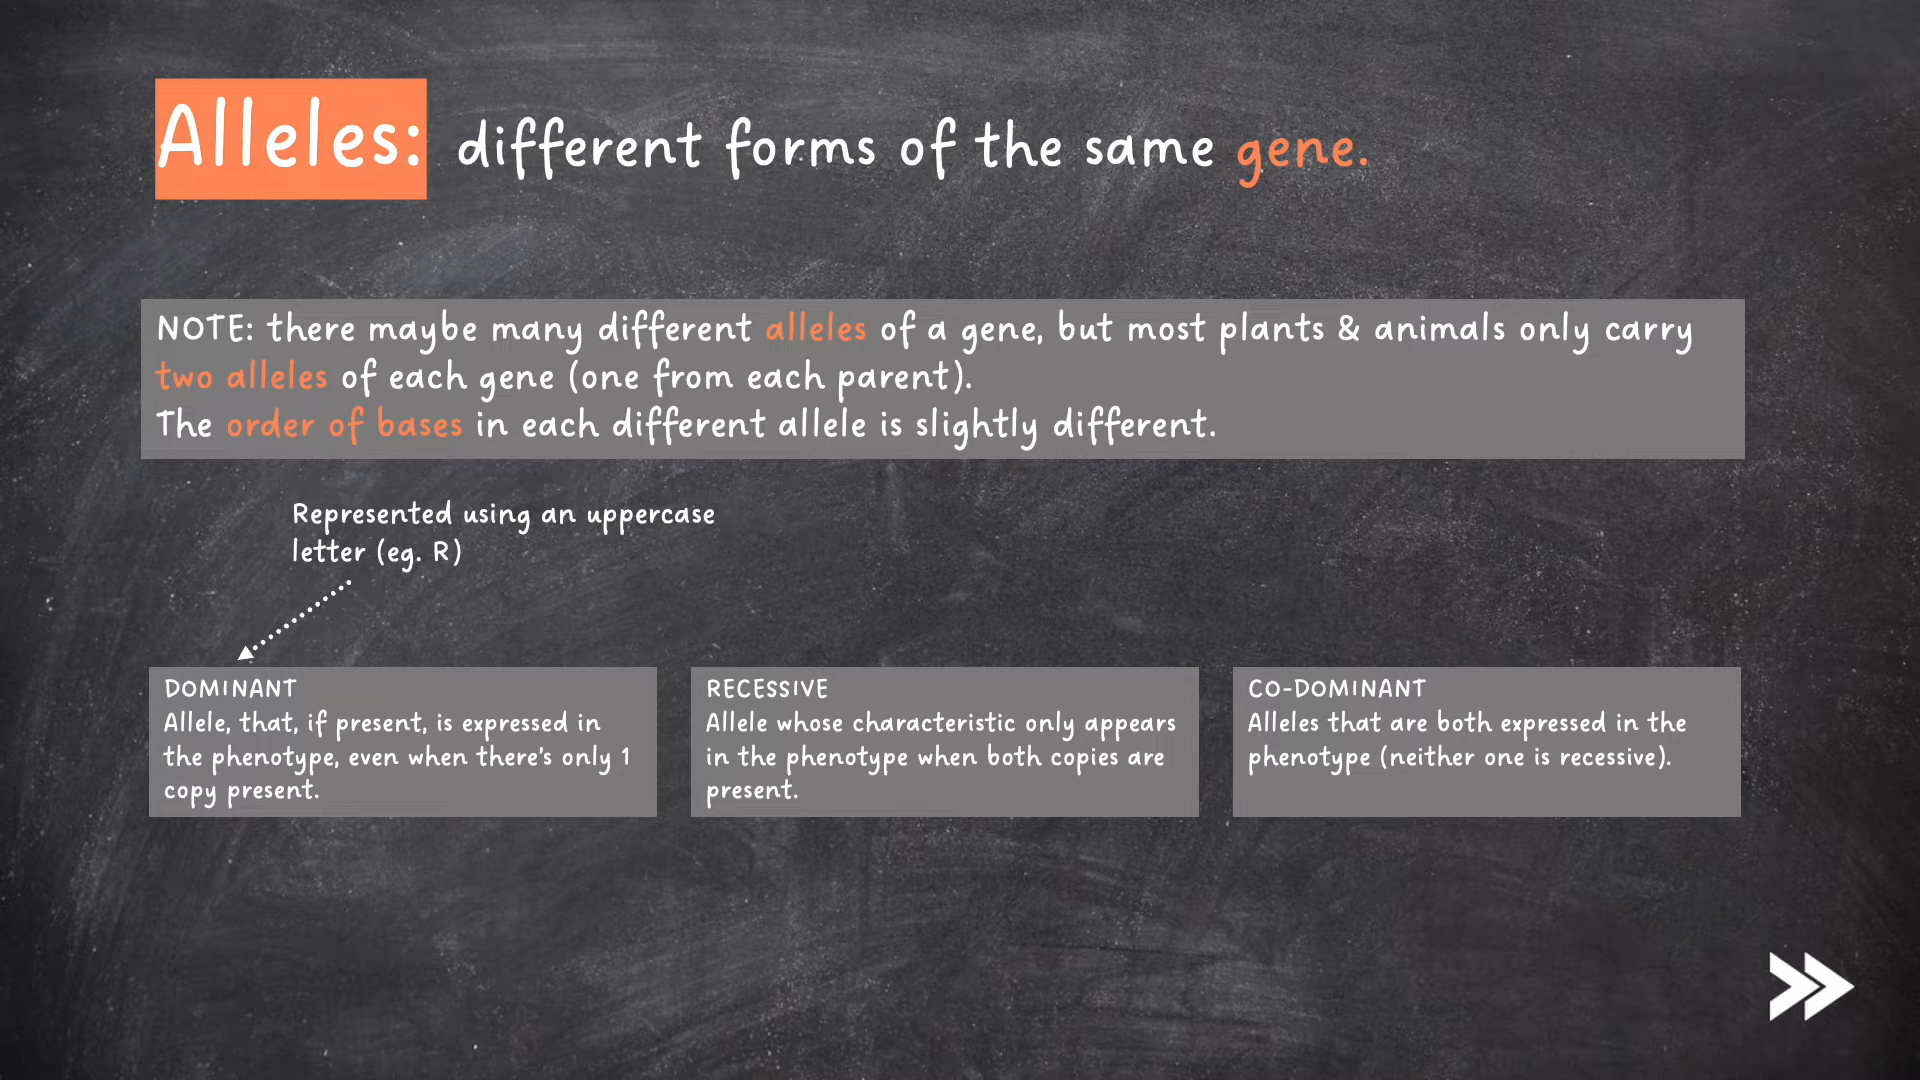 Alleles: different forms of the same gene.
NOTE: there maybe many different alleles of a gene, but most plants & animals only carry
two alleles of each gene (one from each parent).
The order of bases in each different allele is slightly different.
Represented using an uppercase
letter (eg. R)
DOMINANT
Allele, that, if present, is expressed in
the phenotype, even when there's only 1
copy present.
RECESSIVE
Allele whose characteristic only appears
in the phenotype when both copies are
present.
CO-DOMINANT
Alleles that are both expressed in the
phenotype (neither one is recessive).